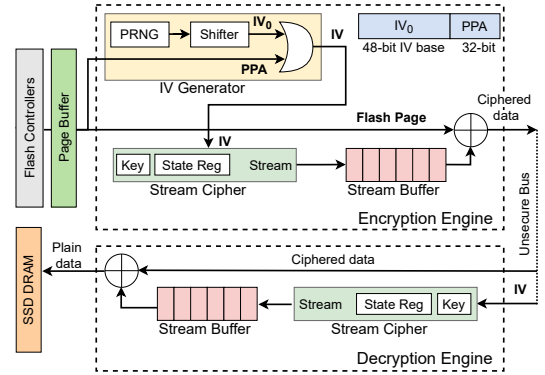 PRNG
Shifter
IV0
IV
PPA
IV Generator
IV0
PPA
48-bit IV base
32-bit
Flash Controllers
Page Buffer
Flash Page
Ciphered
data
IV
Key
State Reg
Stream
Stream Cipher
Stream Buffer
Encryption Engine
Unsecure Bus
SSD DRAM
Plain
data
Ciphered data
IV
Stream
State Reg
Key
Stream Buffer
Stream Cipher
Decryption Engine